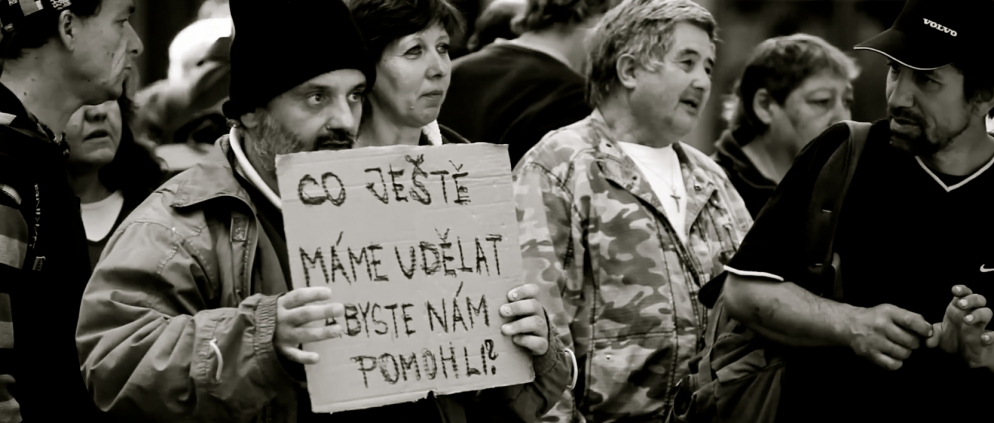 VOLVO
CO JEŠTĚ
MÁME UDĚLAT
ABYSTE NÁM
POMOHLI?